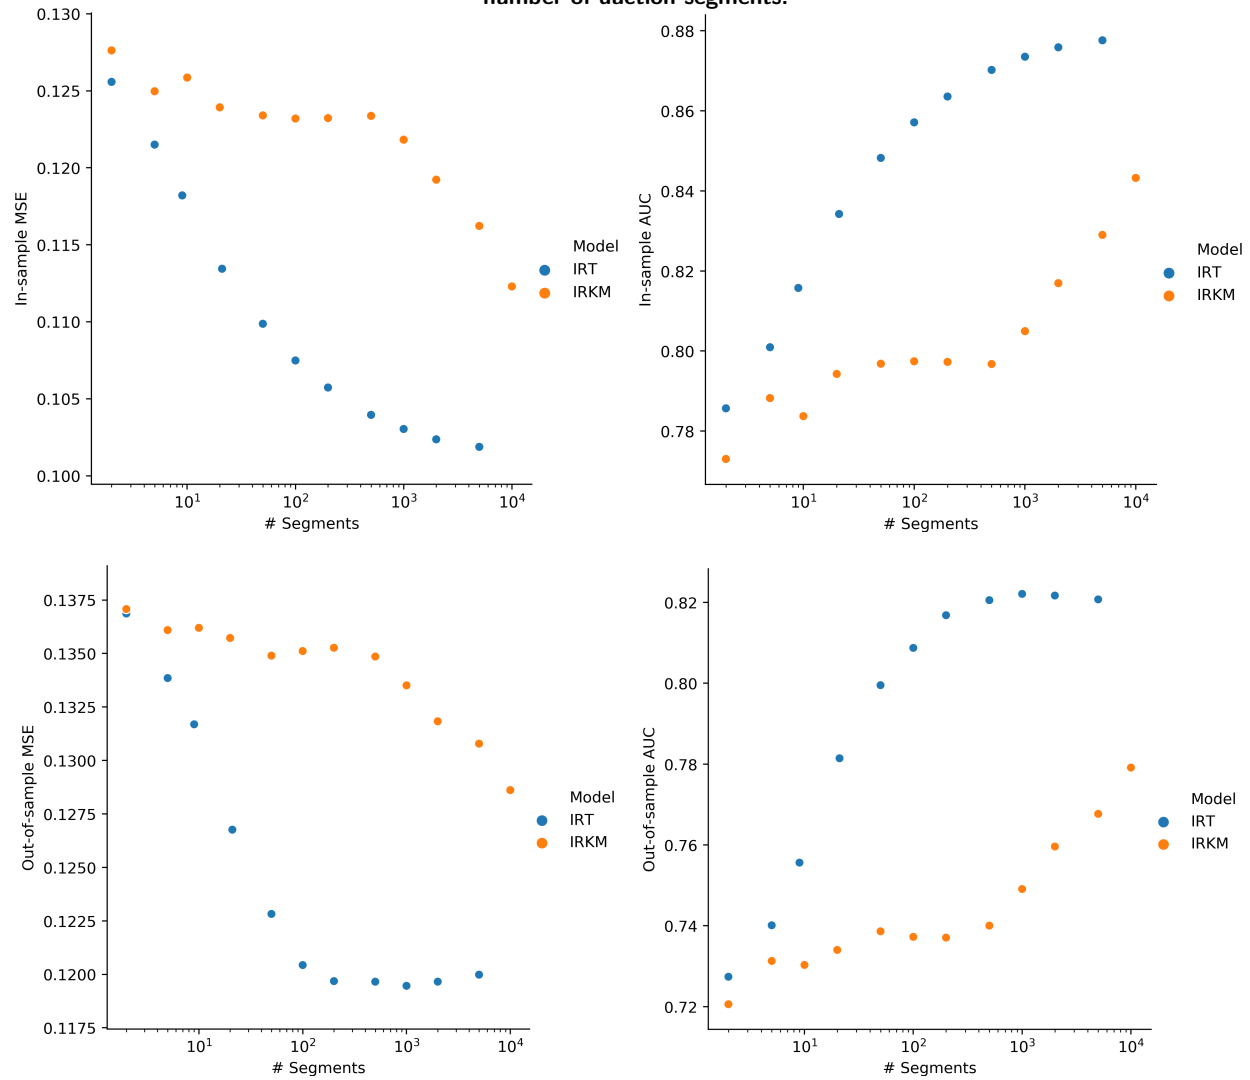 number of auction segments.
0.130
0.125
0.120
0.115
0.110
0.105
0.100
In-sample MSE
10¹ 10² 10³ 10⁴
# Segments
Model
IRT
IRKM
0.88
0.86
0.84
0.82
0.80
0.78
In-sample AUC
10¹ 10² 10³ 10⁴
# Segments
Model
IRT
IRKM
0.1375
0.1350
0.1325
0.1300
0.1275
0.1250
0.1225
0.1200
0.1175
Out-of-sample MSE
10¹ 10² 10³ 10⁴
# Segments
Model
IRT
IRKM
0.82
0.80
0.78
0.76
0.74
0.72
Out-of-sample AUC
10¹ 10² 10³ 10⁴
# Segments
Model
IRT
IRKM